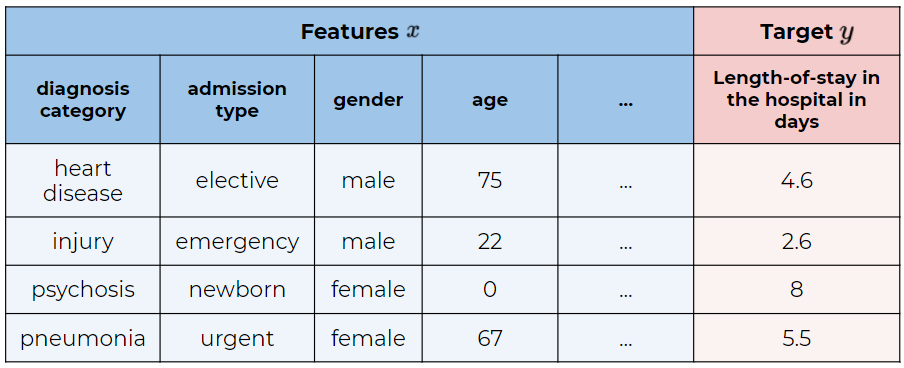 Features x Target y
diagnosis category admission type gender age ... Length-of-stay in the hospital in days
heart disease elective male 75 ... 4.6
injury emergency male 22 ... 2.6
psychosis newborn female 0 ... 8
pneumonia urgent female 67 ... 5.5